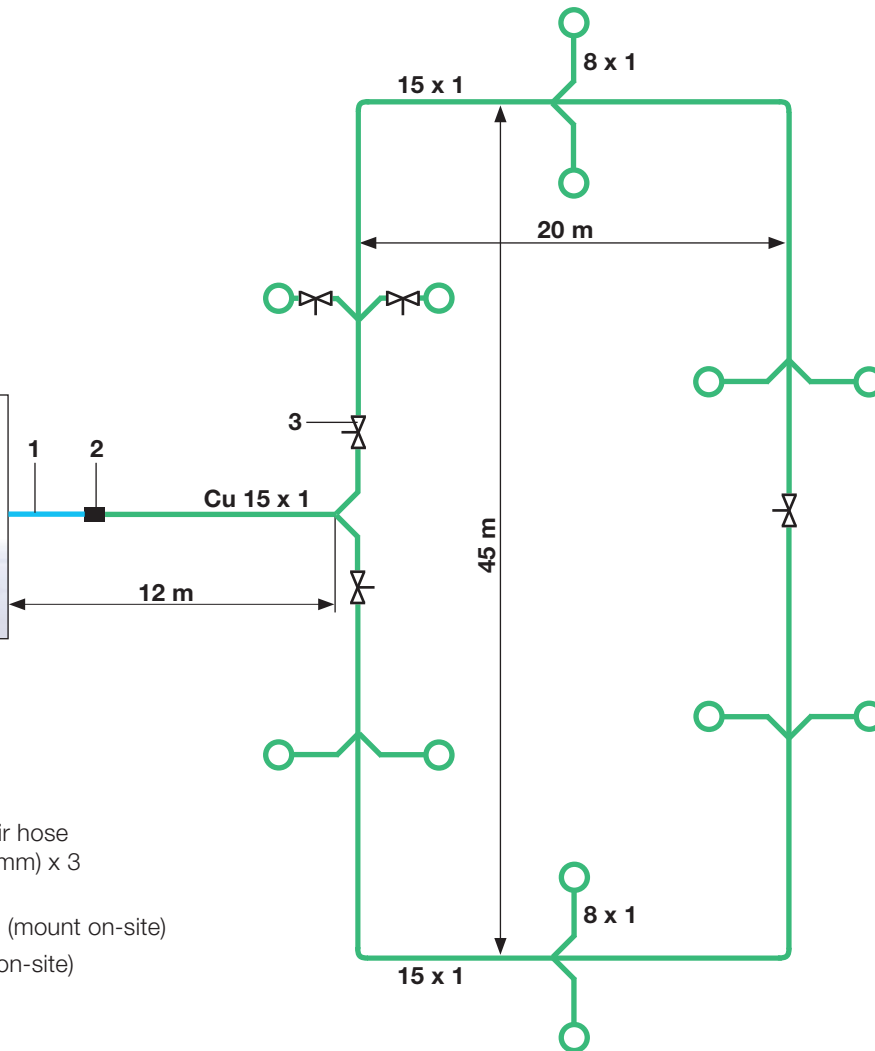 8 x 1
15 x 1
20 m
3
1
2
Cu 15 x 1
45 m
12 m
hose
mm) x 3
(mount on-site)
on-site)
8 x 1
15 x 1